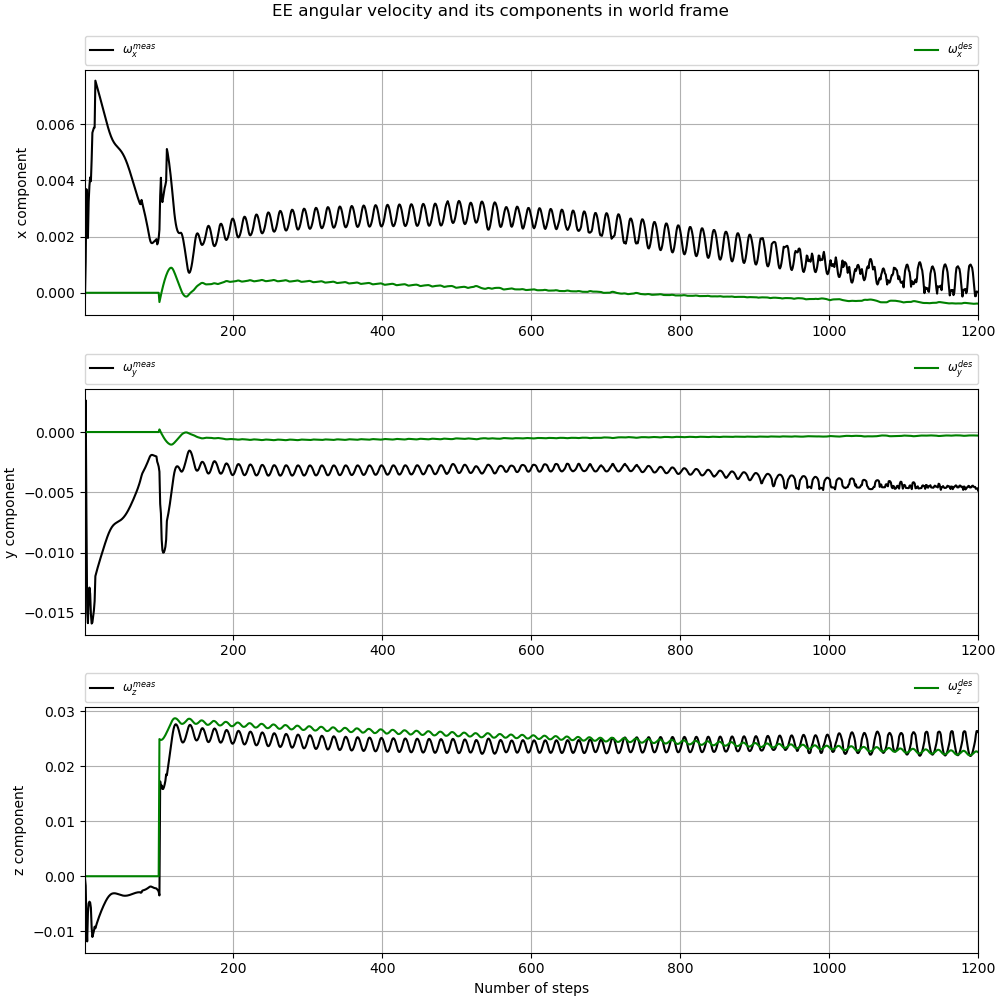 EE angular velocity and its components in world frame
ω_x^meas ω_x^des
x component
0.006
0.004
0.002
0.000
200 400 600 800 1000 1200
ω_y^meas ω_y^des
y component
0.000
−0.005
−0.010
−0.015
200 400 600 800 1000 1200
ω_z^meas ω_z^des
z component
0.03
0.02
0.01
0.00
−0.01
200 400 600 800 1000 1200
Number of steps